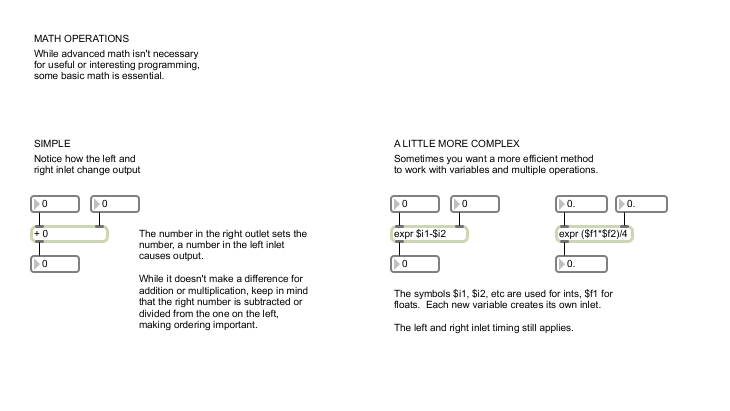 MATH OPERATIONS
While advanced math isn't necessary
for useful or interesting programming,
some basic math is essential.
SIMPLE
Notice how the left and
right inlet change output
0
0
+ 0
0
The number in the right outlet sets the
number, a number in the left inlet
causes output.
While it doesn't make a difference for
addition or multiplication, keep in mind
that the right number is subtracted or
divided from the one on the left,
making ordering important.
A LITTLE MORE COMPLEX
Sometimes you want a more efficient method
to work with variables and multiple operations.
0
0
expr $i1-$i2
0
0.
0.
expr ($f1*$f2)/4
0.
The symbols $i1, $i2, etc are used for ints, $f1 for
floats.  Each new variable creates its own inlet.
The left and right inlet timing still applies.